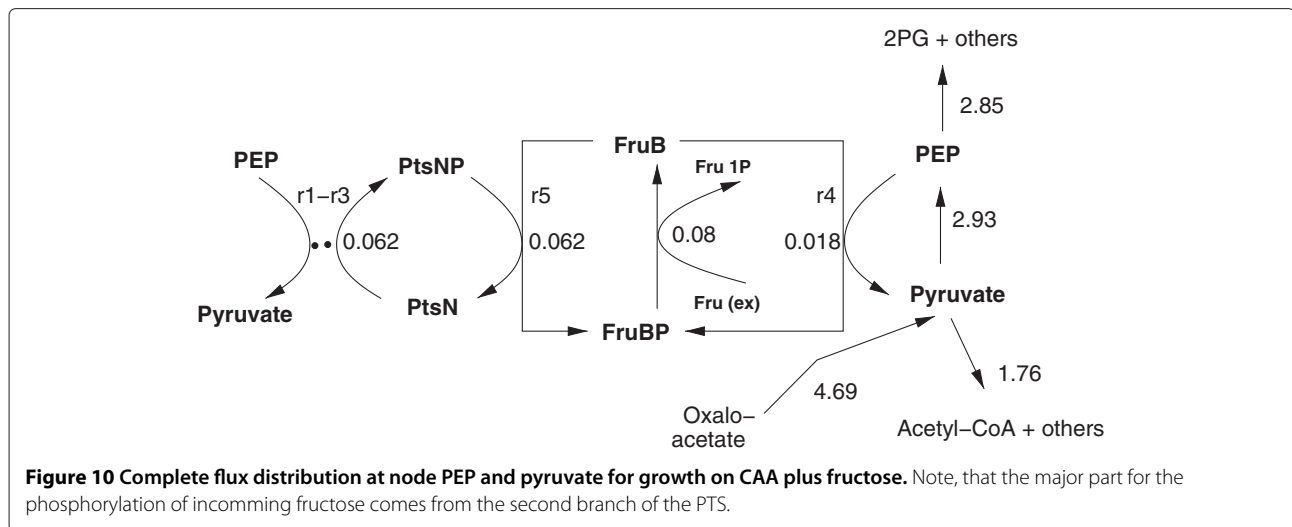 2PG + others
2.85
PEP
PtsNP
FruB
Fru 1P
PEP
r1–r3
r5
r4
0.062
0.062
0.08
0.018
2.93
Pyruvate
PtsN
FruBP
Fru (ex)
Pyruvate
4.69
1.76
Oxalo–
acetate
Acetyl–CoA + others
Figure 10 Complete flux distribution at node PEP and pyruvate for growth on CAA plus fructose. Note, that the major part for the
phosphorylation of incomming fructose comes from the second branch of the PTS.